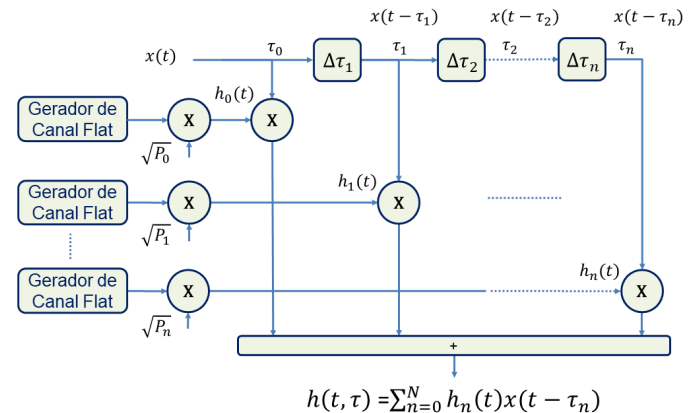 x(t − τ₁) x(t − τ₂) x(t − τₙ)
x(t) τ₀ Δτ₁ τ₁ Δτ₂ τ₂ Δτₙ τₙ
Gerador de
Canal Flat
X h₀(t) X
√P₀
Gerador de
Canal Flat
X h₁(t) X
√P₁
Gerador de
Canal Flat
X hₙ(t) X
√Pₙ
+
h(t, τ) =∑ₙ₌₀ᴺ hₙ(t)x(t − τₙ)